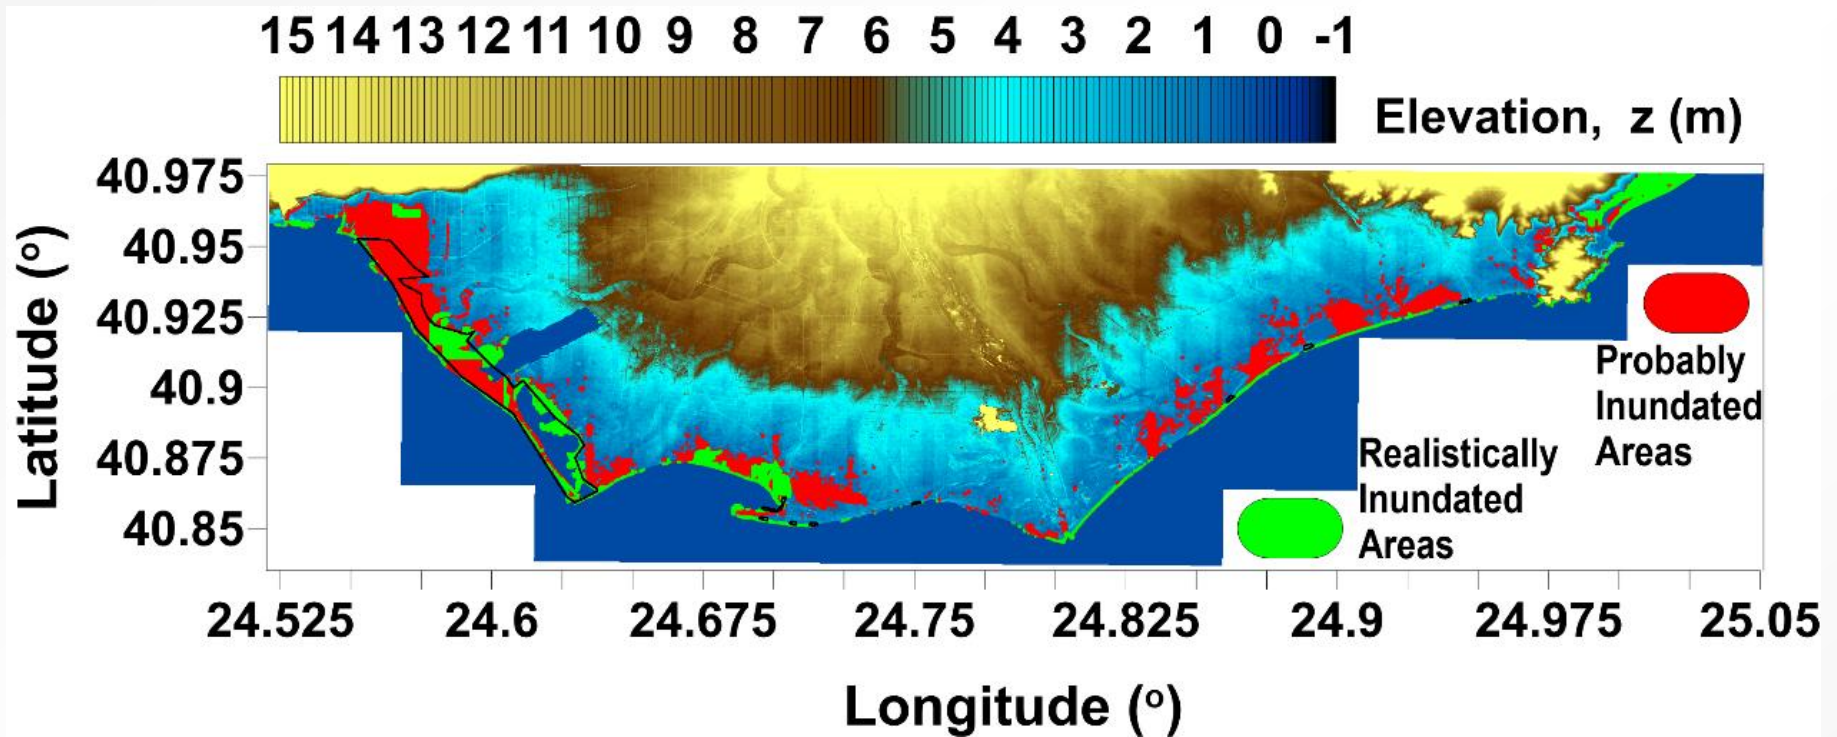 15 14 13 12 11 10 9 8 7 6 5 4 3 2 1 0 -1
Elevation, z (m)
40.975
40.95
40.925
40.9
40.875
40.85
Latitude (º)
Probably
Inundated
Areas
Realistically
Inundated
Areas
24.525 24.6 24.675 24.75 24.825 24.9 24.975 25.05
Longitude (º)